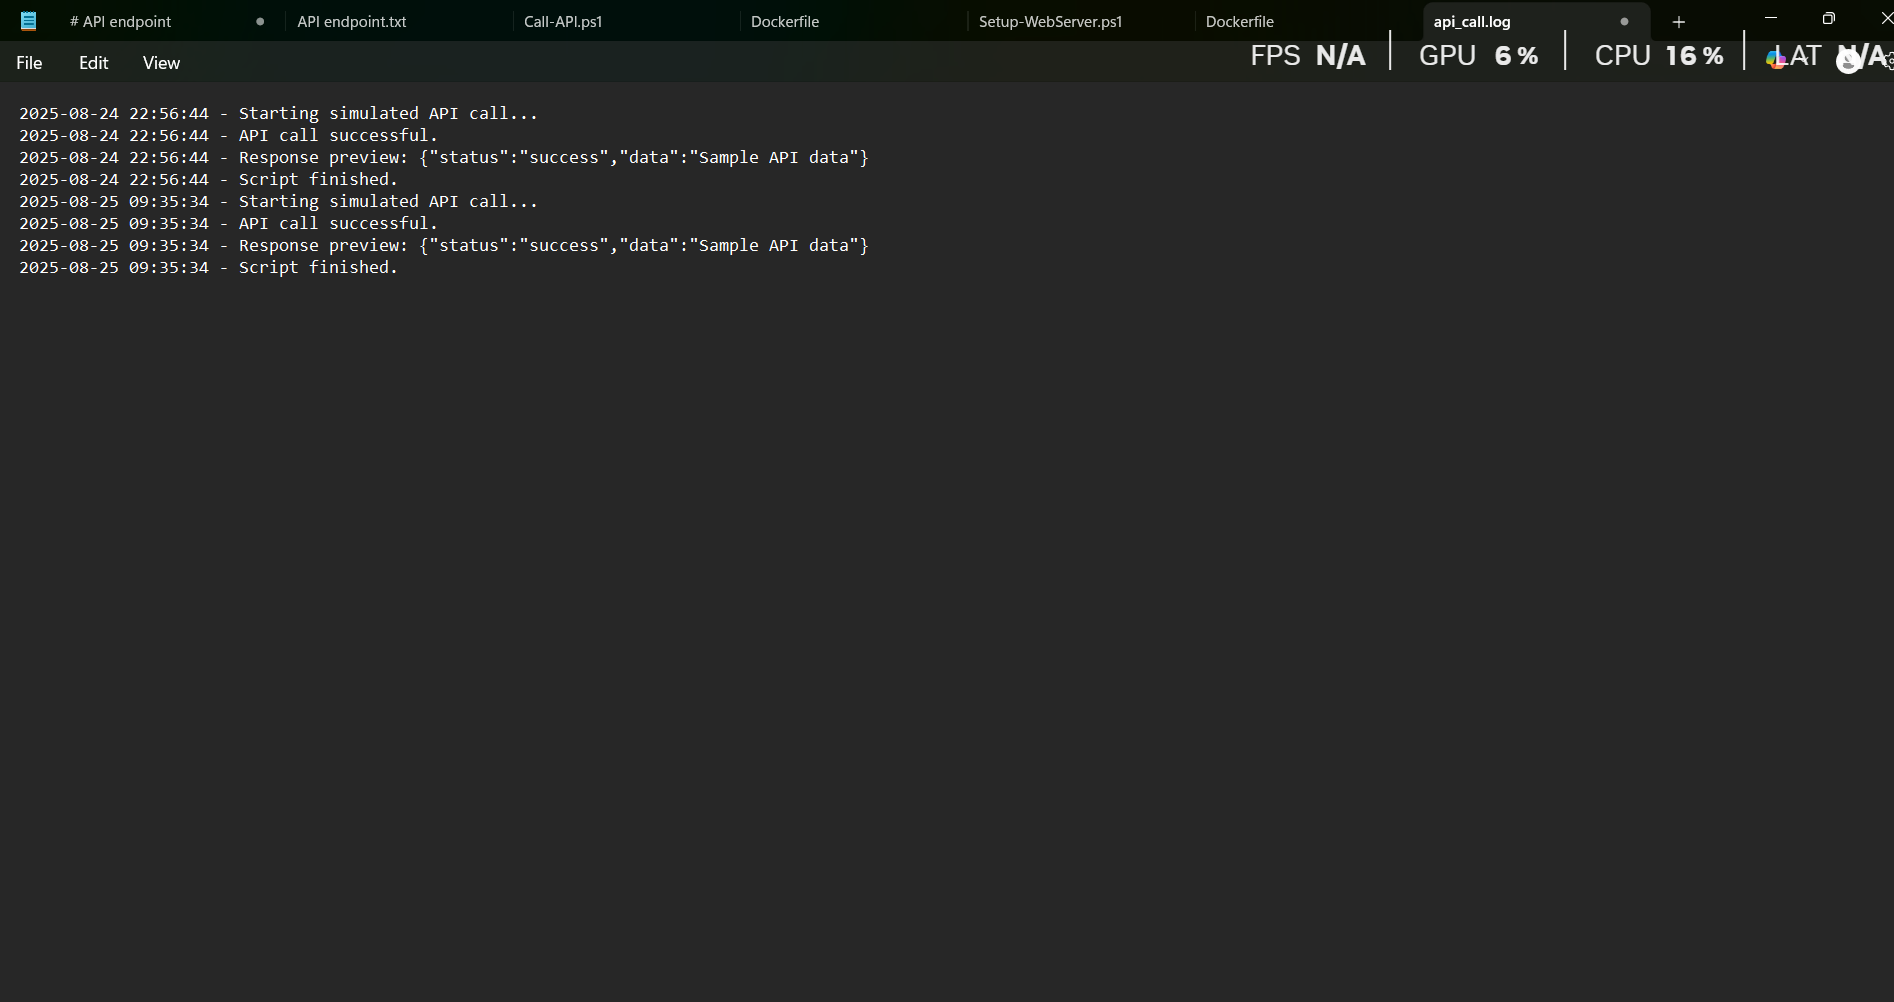 # API endpoint
API endpoint.txt
Call-API.ps1
Dockerfile
Setup-WebServer.ps1
Dockerfile
api_call.log
File Edit View
FPS N/A GPU 6% CPU 16% LAT N/A
2025-08-24 22:56:44 - Starting simulated API call...
2025-08-24 22:56:44 - API call successful.
2025-08-24 22:56:44 - Response preview: {"status":"success","data":"Sample API data"}
2025-08-24 22:56:44 - Script finished.
2025-08-25 09:35:34 - Starting simulated API call...
2025-08-25 09:35:34 - API call successful.
2025-08-25 09:35:34 - Response preview: {"status":"success","data":"Sample API data"}
2025-08-25 09:35:34 - Script finished.